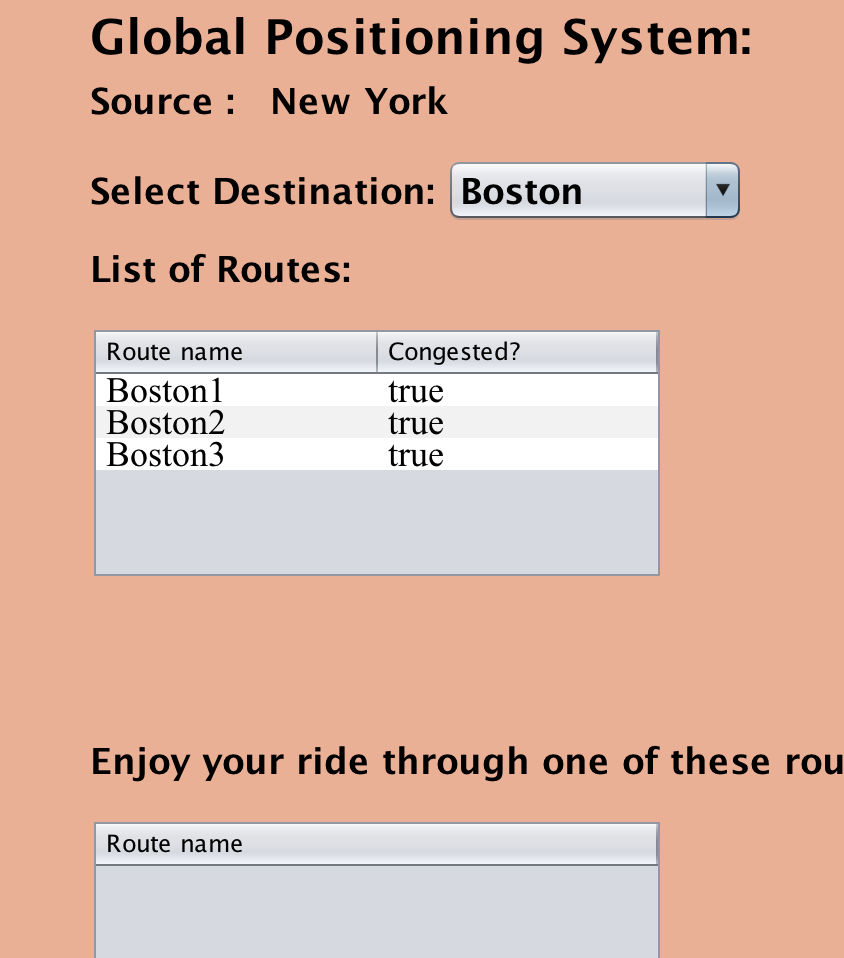 Global Positioning System:
Source :   New York
Select Destination: Boston
List of Routes:
Route name   Congested?
Boston1   true
Boston2   true
Boston3   true
Enjoy your ride through one of these rou
Route name